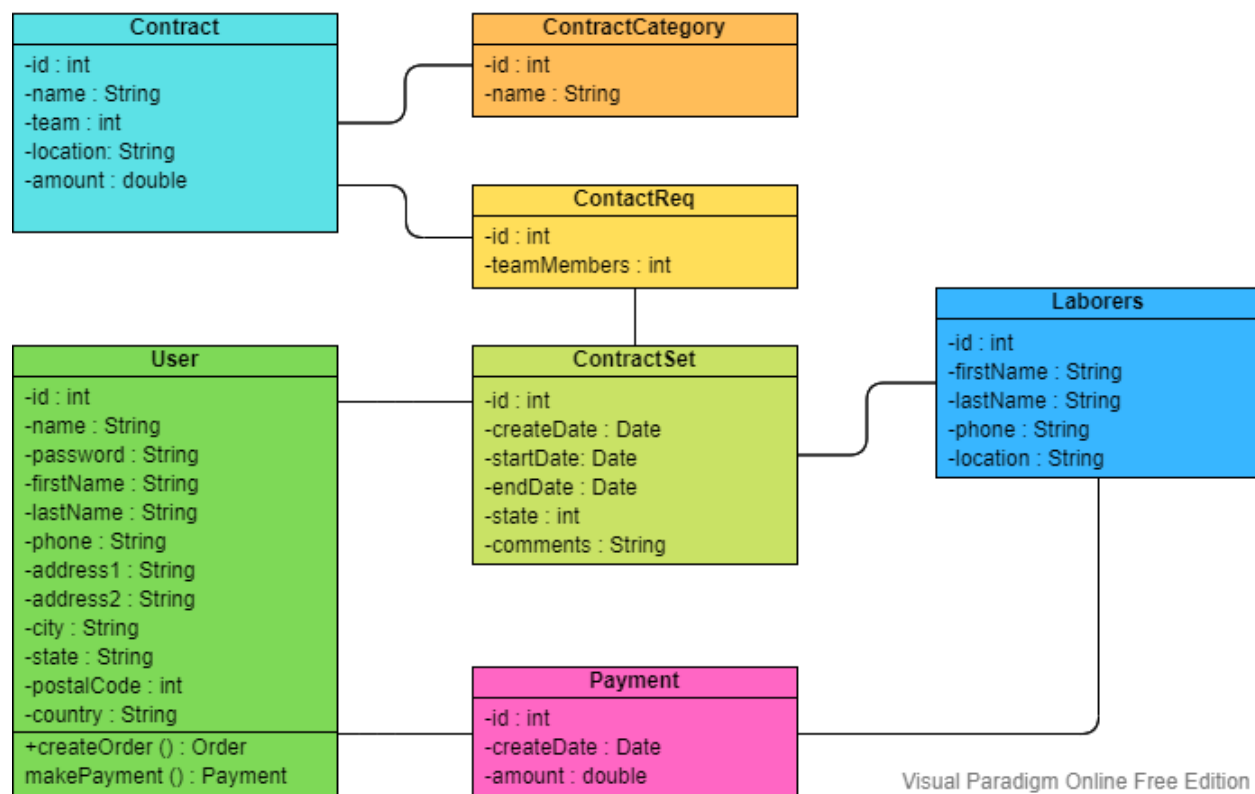 Contract
-id : int
-name : String
-team : int
-location: String
-amount : double
ContractCategory
-id : int
-name : String
ContactReq
-id : int
-teamMembers : int
Laborers
-id : int
-firstName : String
-lastName : String
-phone : String
-location : String
User
-id : int
-name : String
-password : String
-firstName : String
-lastName : String
-phone : String
-address1 : String
-address2 : String
-city : String
-state : String
-postalCode : int
-country : String
+createOrder () : Order
makePayment () : Payment
ContractSet
-id : int
-createDate : Date
-startDate: Date
-endDate : Date
-state : int
-comments : String
Payment
-id : int
-createDate : Date
-amount : double
Visual Paradigm Online Free Edition